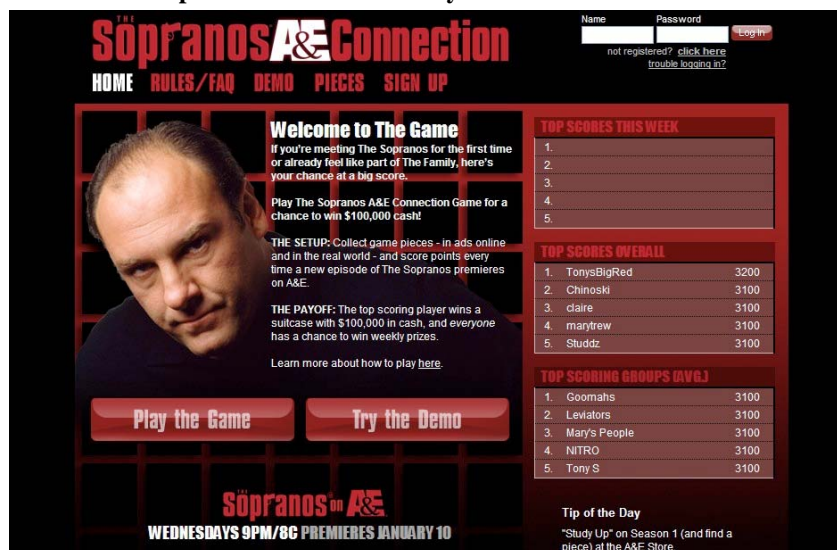 THE
Sopranos A&E Connection
Name Password
Log In
not registered? click here
trouble logging in?
HOME RULES/FAQ DEMO PIECES SIGN UP
Welcome to The Game
If you're meeting The Sopranos for the first time
or already feel like part of The Family, here's
your chance at a big score.
Play The Sopranos A&E Connection Game for a
chance to win $100,000 cash!
THE SETUP: Collect game pieces - in ads online
and in the real world - and score points every
time a new episode of The Sopranos premieres
on A&E.
THE PAYOFF: The top scoring player wins a
suitcase with $100,000 in cash, and everyone
has a chance to win weekly prizes.
Learn more about how to play here.
Play the Game
Try the Demo
THE
Sopranos on A&E
WEDNESDAYS 9PM/8C PREMIERES JANUARY 10
TOP SCORES THIS WEEK
1.
2.
3.
4.
5.
TOP SCORES OVERALL
1. TonysBigRed 3200
2. Chinoski 3100
3. claire 3100
4. marytrew 3100
5. Studdz 3100
TOP SCORING GROUPS (AVG.)
1. Goomahs 3100
2. Leviators 3100
3. Mary's People 3100
4. NITRO 3100
5. Tony S 3100
Tip of the Day
"Study Up" on Season 1 (and find a
piece) at the A&E Store